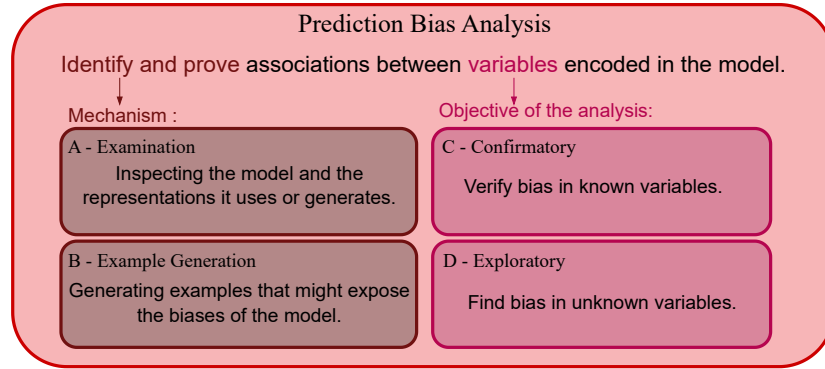 Prediction Bias Analysis
Identify and prove associations between variables encoded in the model.
Mechanism :
A - Examination
Inspecting the model and the
representations it uses or generates.
B - Example Generation
Generating examples that might expose
the biases of the model.
Objective of the analysis:
C - Confirmatory
Verify bias in known variables.
D - Exploratory
Find bias in unknown variables.